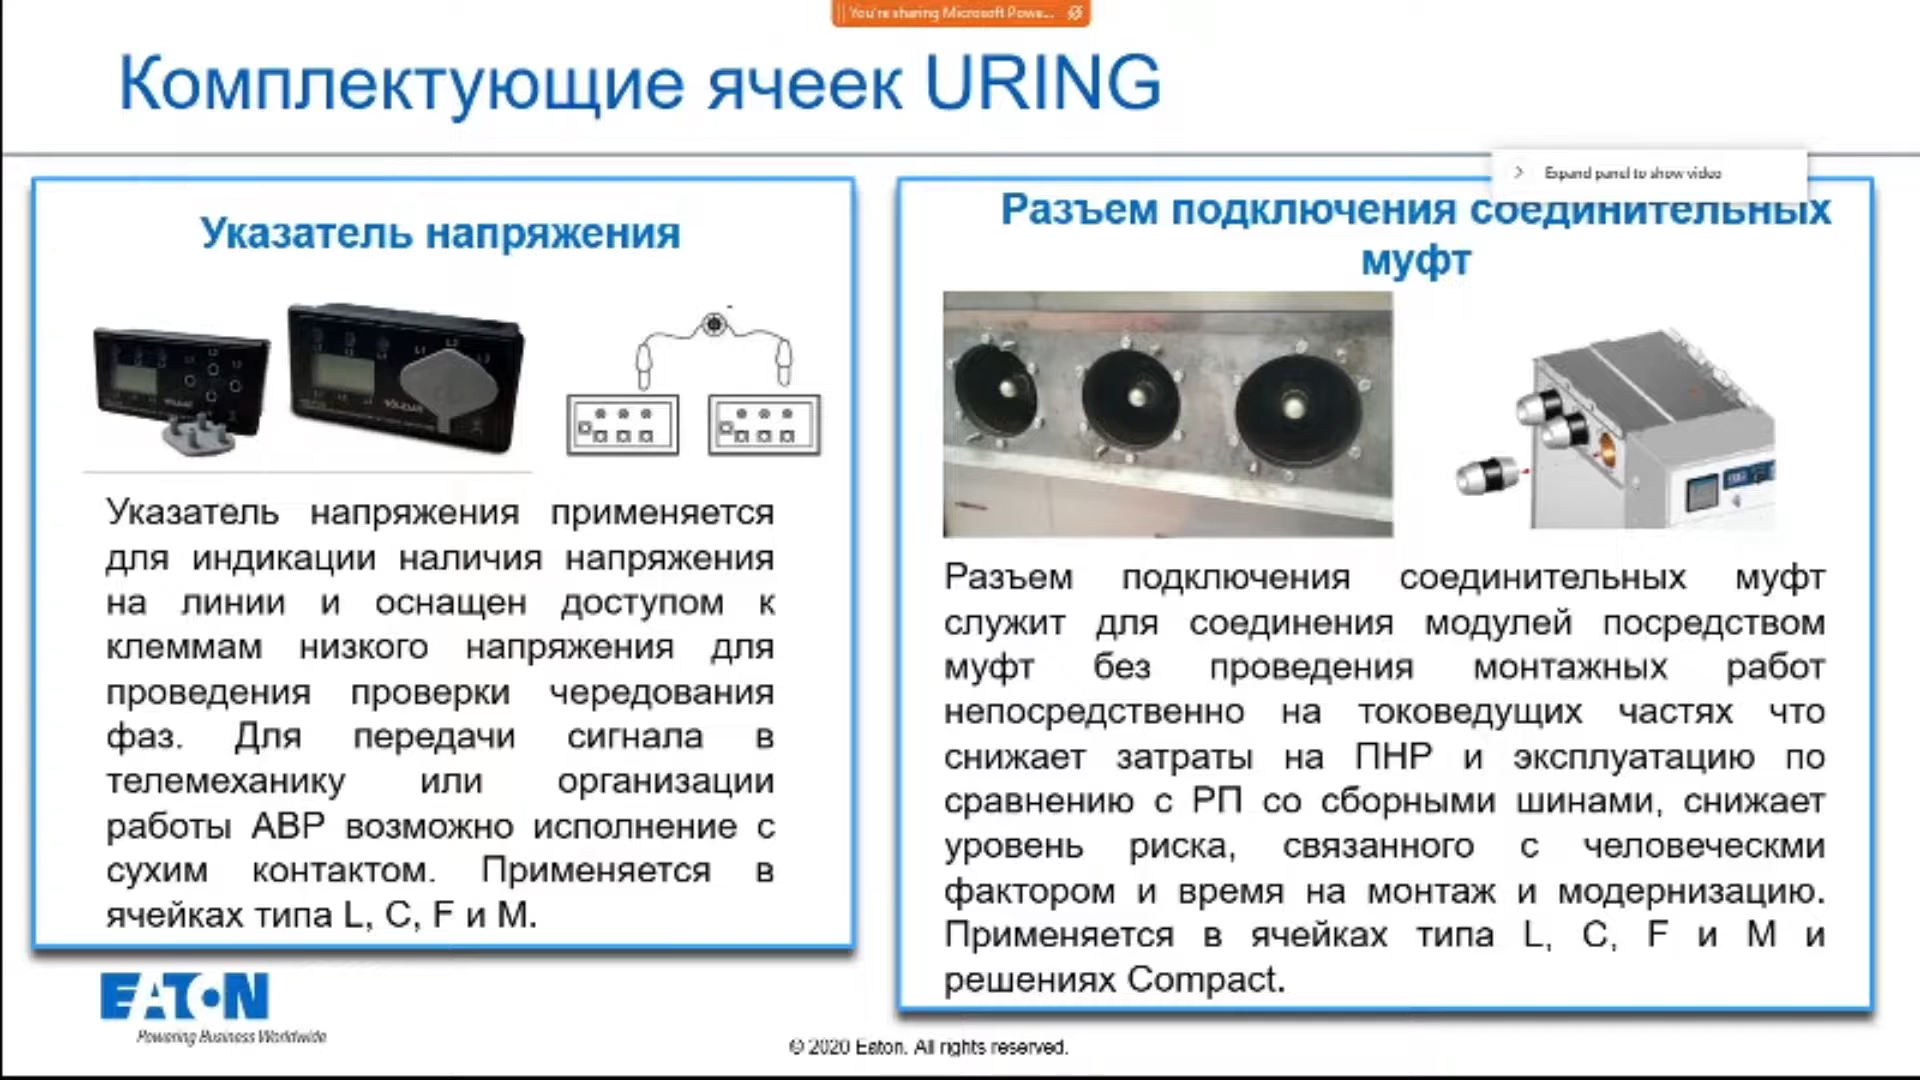 You're sharing Microsoft Powe...
Комплектующие ячеек URING
Expand panel to show video
Указатель напряжения
Указатель напряжения применяется
для индикации наличия напряжения
на линии и оснащен доступом к
клеммам низкого напряжения для
проведения проверки чередования
фаз. Для передачи сигнала в
телемеханику или организации
работы АВР возможно исполнение с
сухим контактом. Применяется в
ячейках типа L, C, F и M.
Разъем подключения соединительных
муфт
Разъем подключения соединительных муфт
служит для соединения модулей посредством
муфт без проведения монтажных работ
непосредственно на токоведущих частях что
снижает затраты на ПНР и эксплуатацию по
сравнению с РП со сборными шинами, снижает
уровень риска, связанного с человеческми
фактором и время на монтаж и модернизацию.
Применяется в ячейках типа L, C, F и M и
решениях Compact.
EATON
Powering Business Worldwide
© 2020 Eaton. All rights reserved.